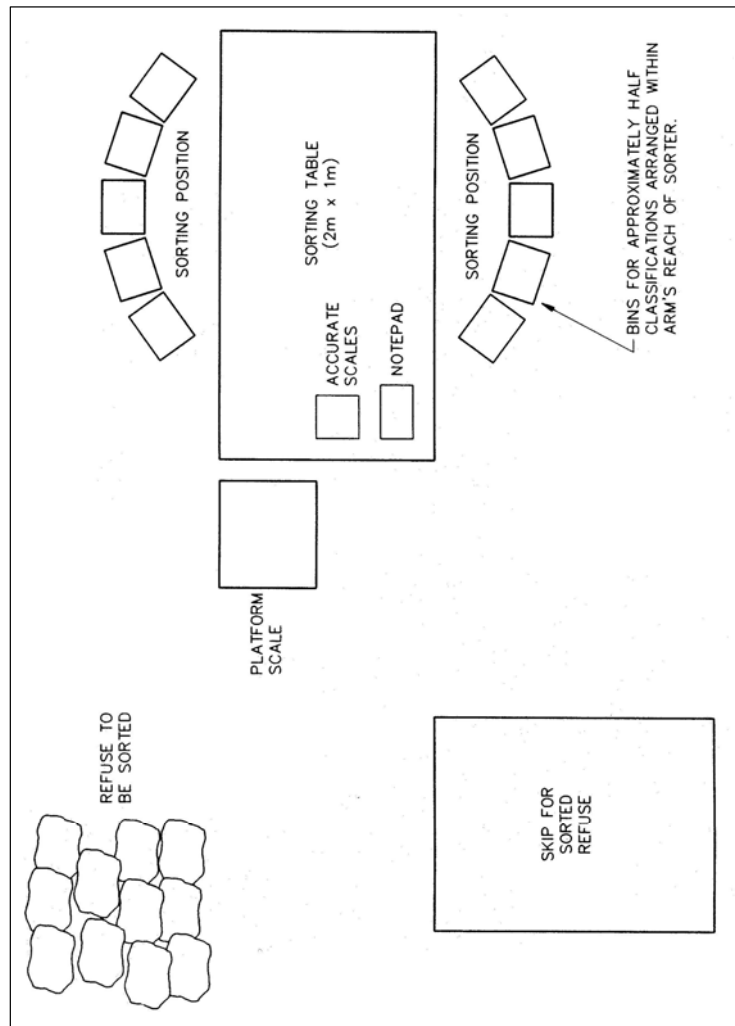 REFUSE TO
BE SORTED
SORTING POSITION
PLATFORM
SCALE
SORTING TABLE
(2m x 1m)
ACCURATE
SCALES
NOTEPAD
SORTING POSITION
SKIP FOR
SORTED
REFUSE
BINS FOR APPROXIMATELY HALF
CLASSIFICATIONS ARRANGED WITHIN
ARM'S REACH OF SORTER.